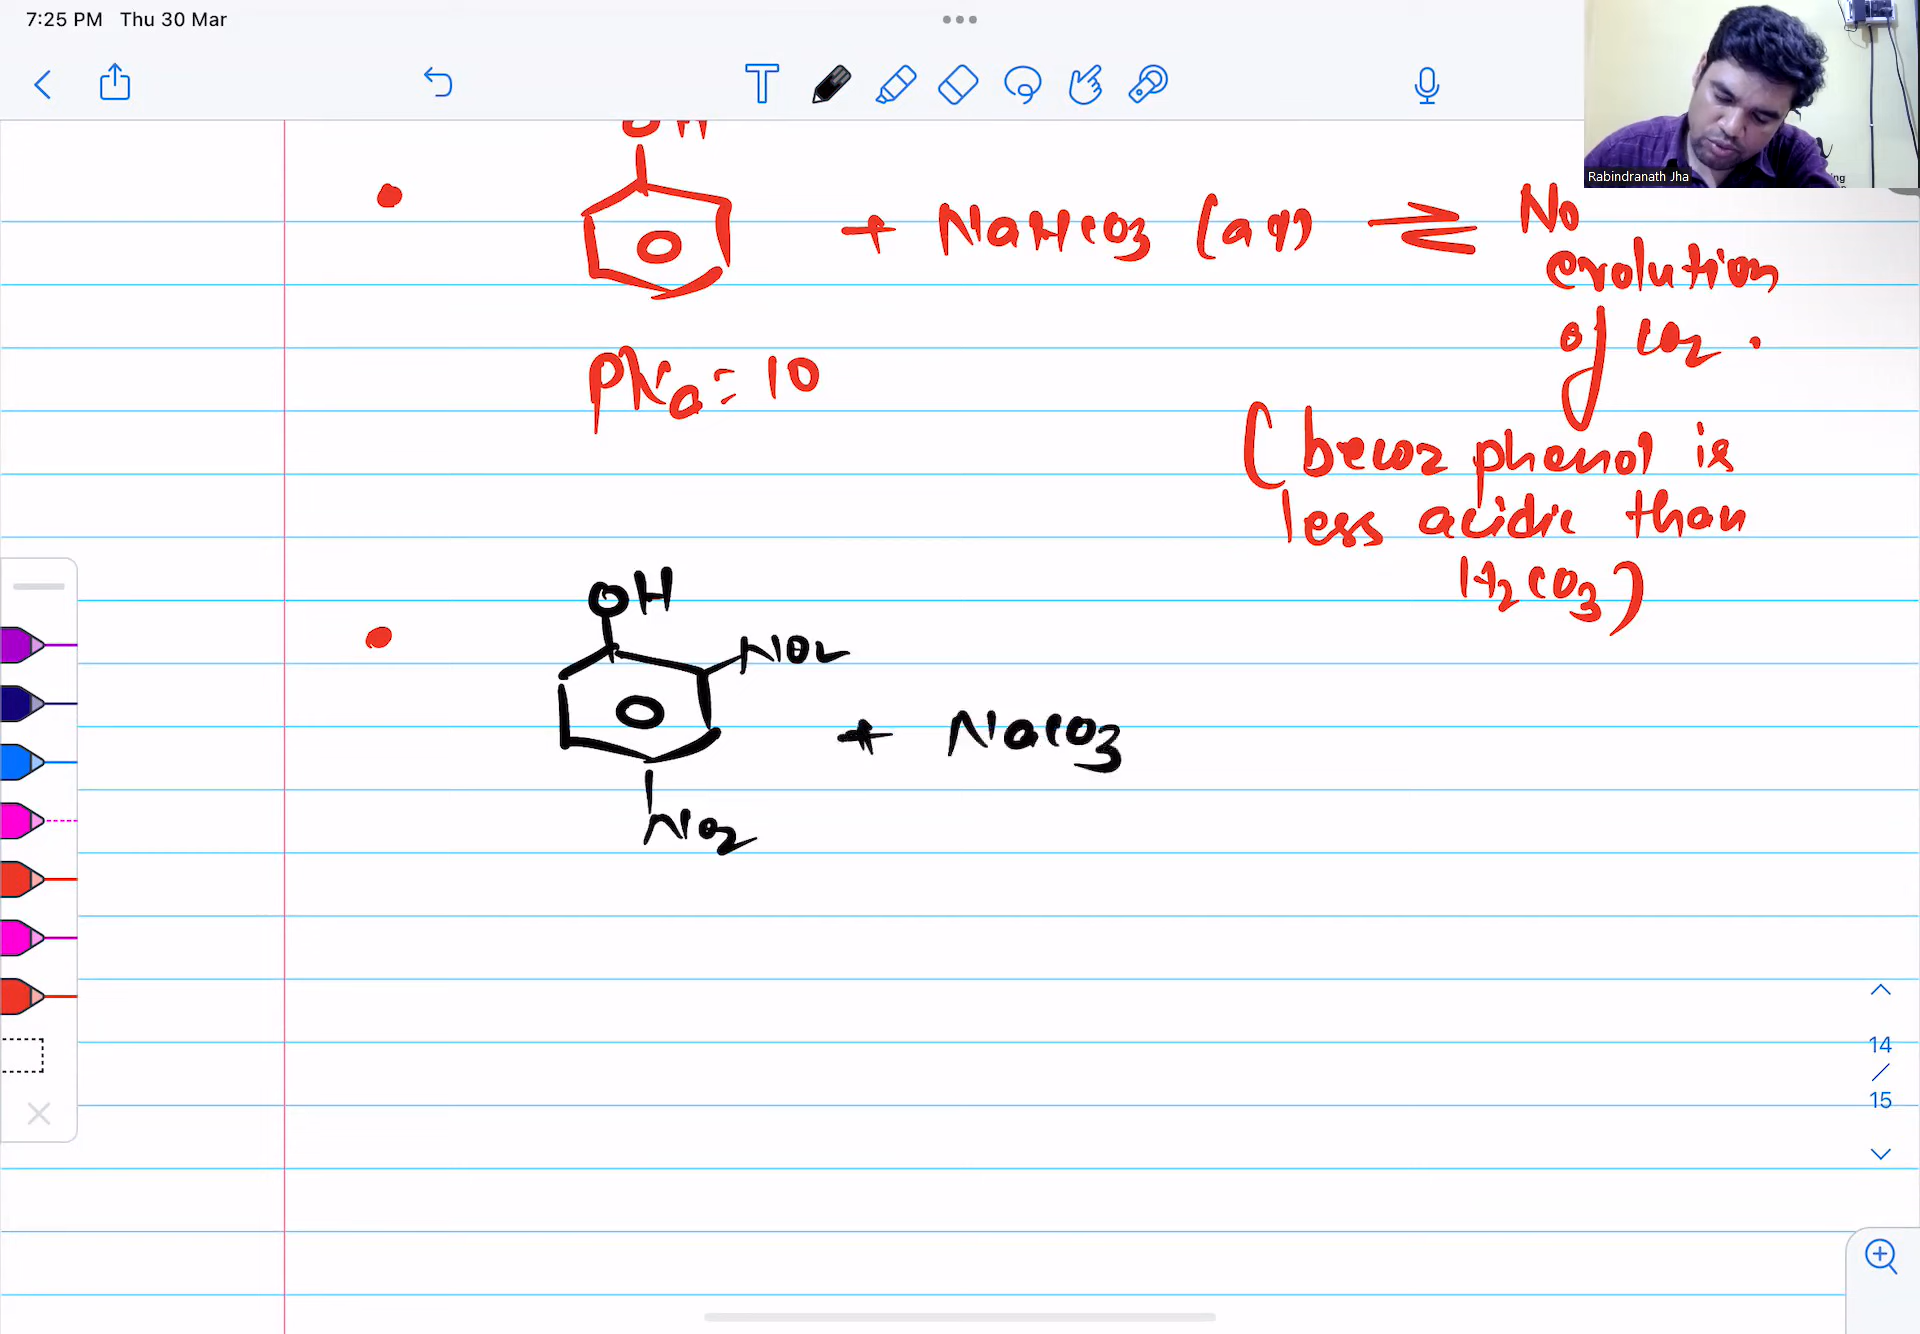 7:25 PM Thu 30 Mar
Rabindranath Jha
OH
+ NaHCO3 (aq) ⇌ No
evolution
of CO2.
PKa = 10
(becoz phenol is
less acidic than
H2CO3)
OH
NO2
+ NaCO3
NO2
14
/
15